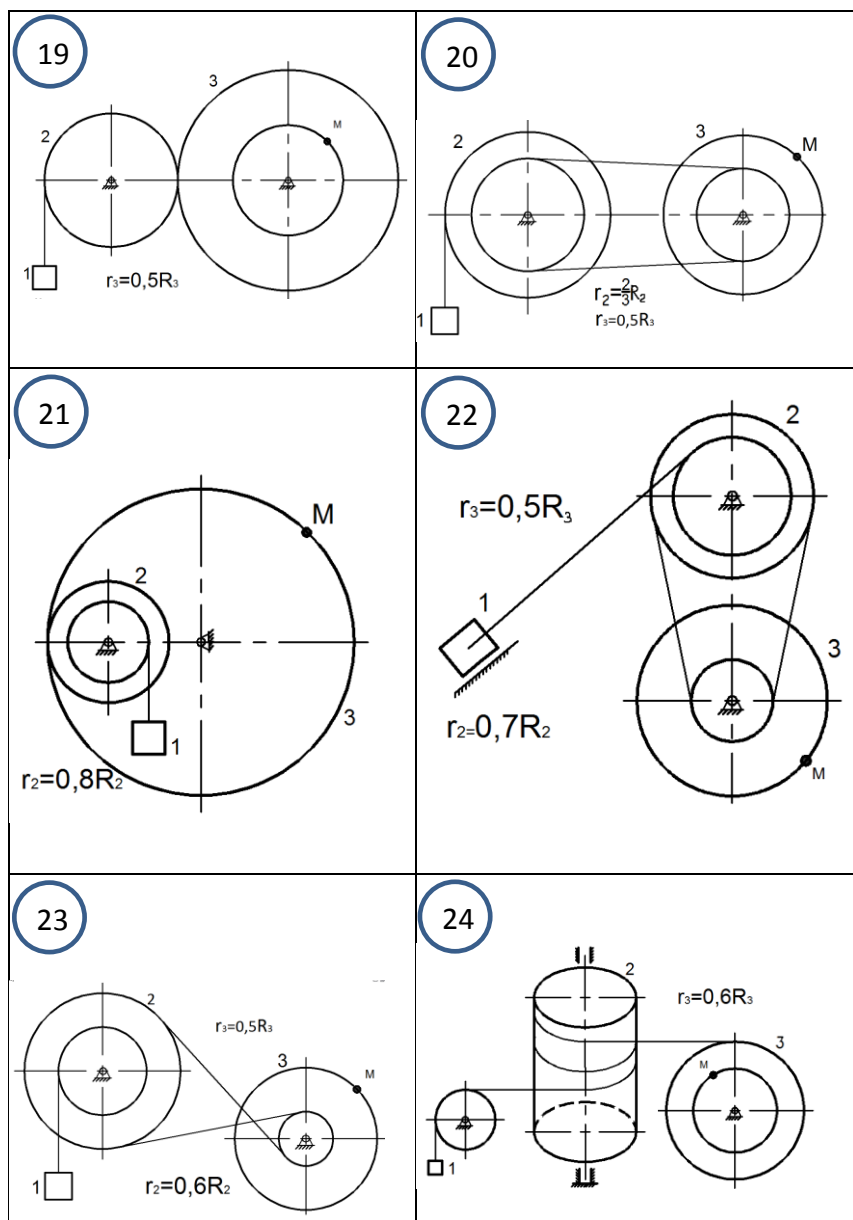 19
3
2
M
1
r₃=0,5R₃
20
2
3
M
1
r₂=⅔R₂
r₃=0,5R₃
21
M
2
1
3
r₂=0,8R₂
22
2
r₃=0,5R₃
1
3
r₂=0,7R₂
M
23
2
r₃=0,5R₃
3
M
1
r₂=0,6R₂
24
2
r₃=0,6R₃
3
M
1